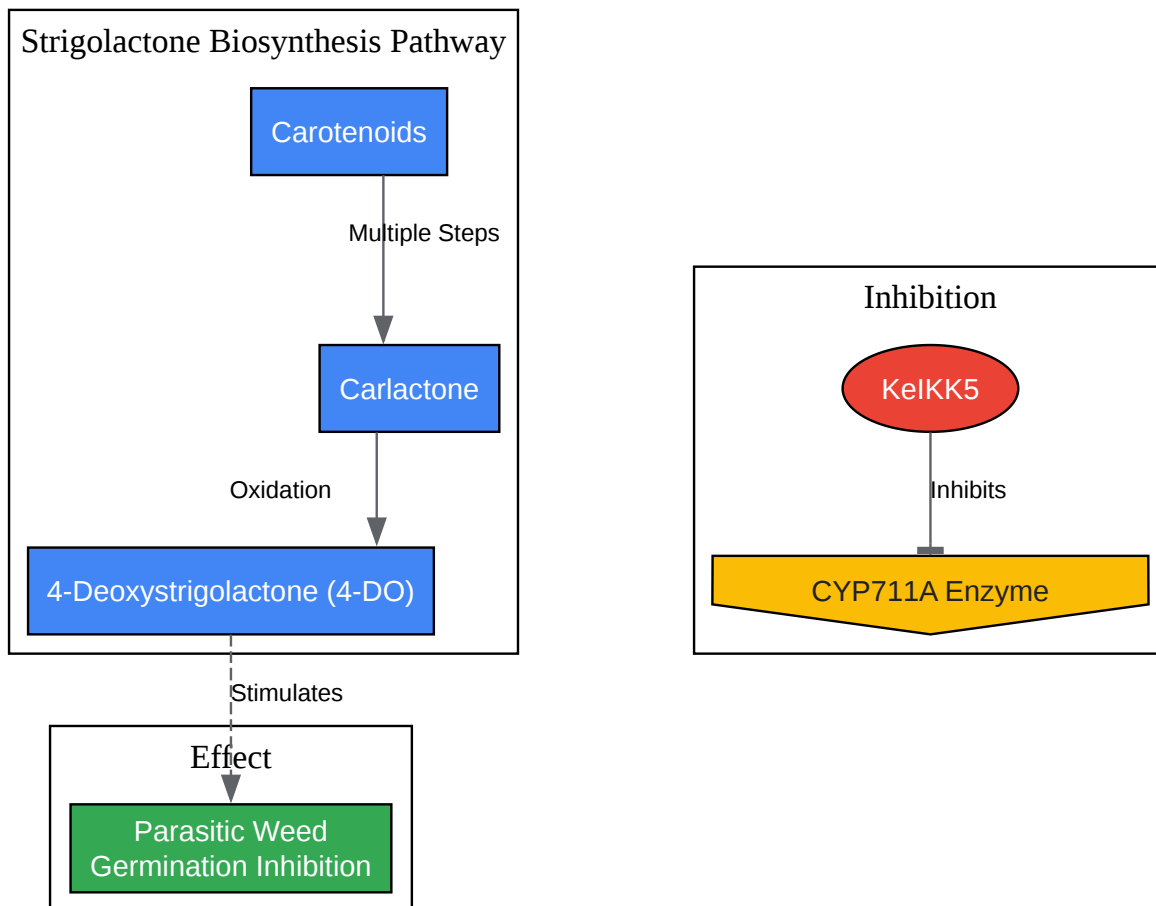 Strigolactone Biosynthesis Pathway
Carotenoids
Multiple Steps
Carlactone
Oxidation
4-Deoxystrigolactone (4-DO)
Stimulates
Effect
Parasitic Weed
Germination Inhibition
Inhibition
KeIKK5
Inhibits
CYP711A Enzyme